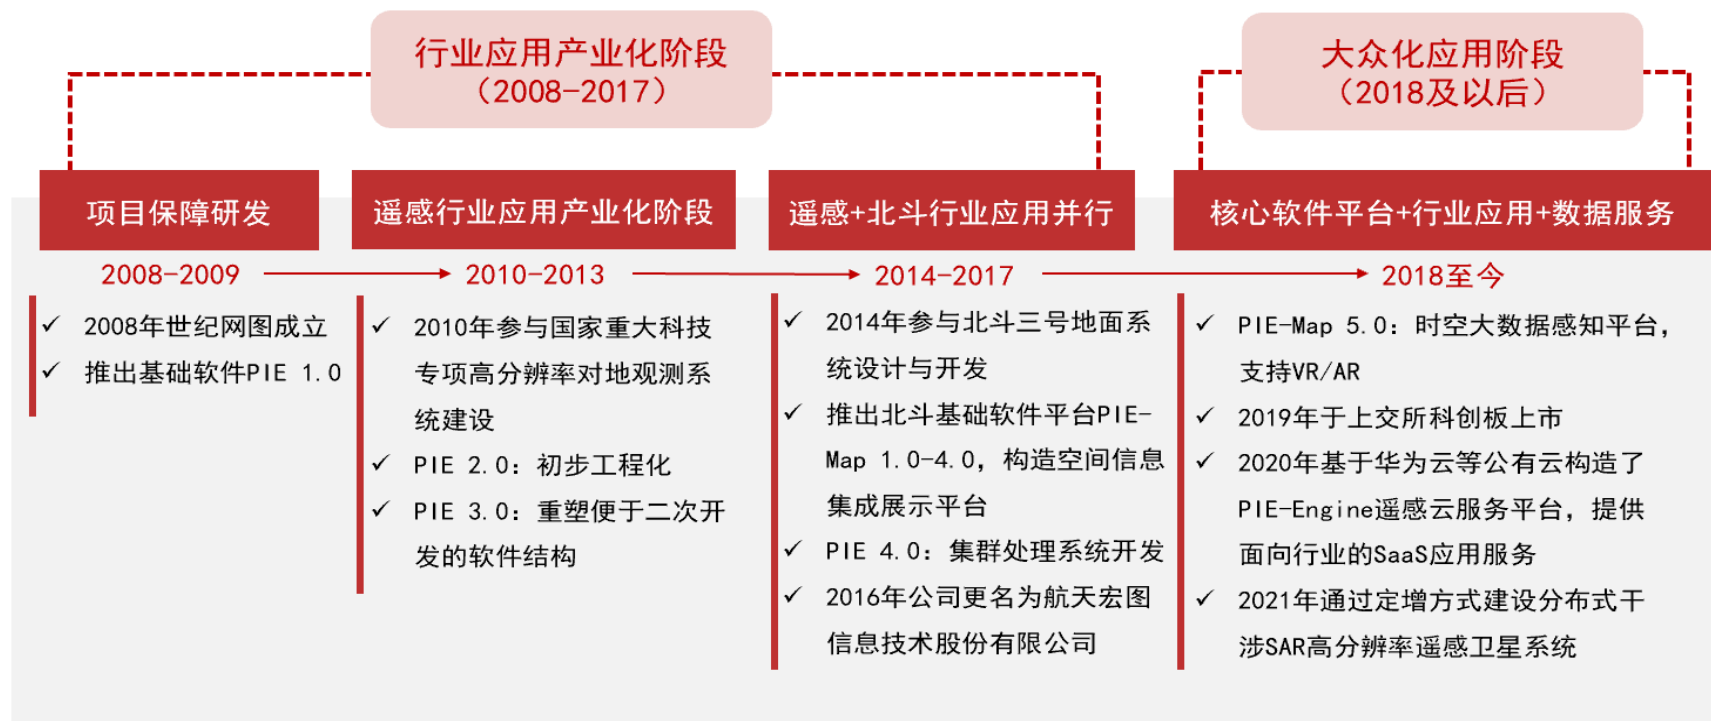 行业应用产业化阶段
（2008-2017）
大众化应用阶段
（2018及以后）
项目保障研发
2008-2009
2008年世纪网图成立
推出基础软件PIE 1.0
遥感行业应用产业化阶段
2010-2013
2010年参与国家重大科技
专项高分辨率对地观测系
统建设
PIE 2.0：初步工程化
PIE 3.0：重塑便于二次开
发的软件结构
遥感+北斗行业应用并行
2014-2017
2014年参与北斗三号地面系
统设计与开发
推出北斗基础软件平台PIE-
Map 1.0-4.0，构造空间信息
集成展示平台
PIE 4.0：集群处理系统开发
2016年公司更名为航天宏图
信息技术股份有限公司
核心软件平台+行业应用+数据服务
2018至今
PIE-Map 5.0：时空大数据感知平台，
支持VR/AR
2019年于上交所科创板上市
2020年基于华为云等公有云构造了
PIE-Engine遥感云服务平台，提供
面向行业的SaaS应用服务
2021年通过定增方式建设分布式干
涉SAR高分辨率遥感卫星系统